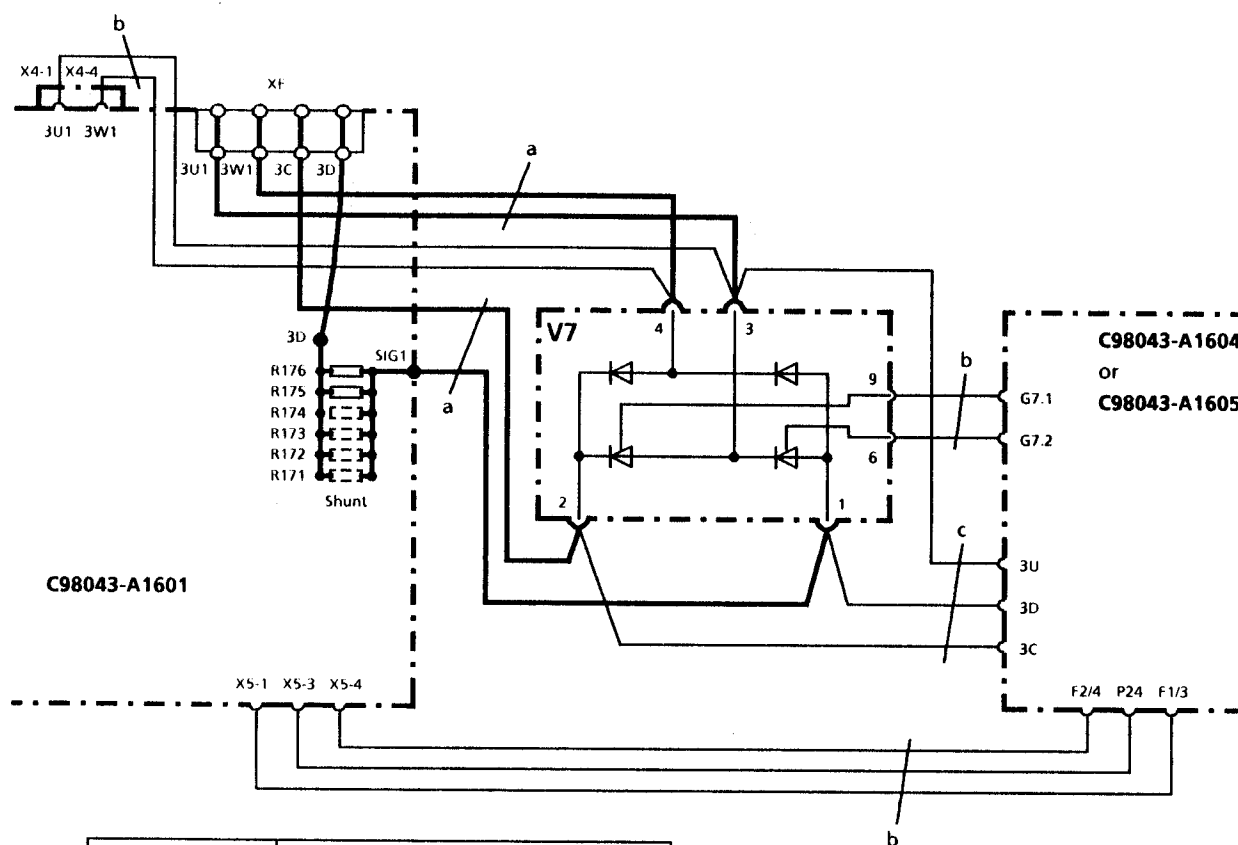 b
X4-1 X4-4
XF
3U1 3W1
3U1 3W1 3C 3D
a
V7
4
3
C98043-A1604
or
C98043-A1605
3D
SIG1
R176
R175
R174
R173
R172
R171
Shunt
a
9
b
G7.1
G7.2
6
2
1
c
3U
3D
3C
C98043-A1601
X5-1 X5-3 X5-4
F2/4 P24 F1/3
b